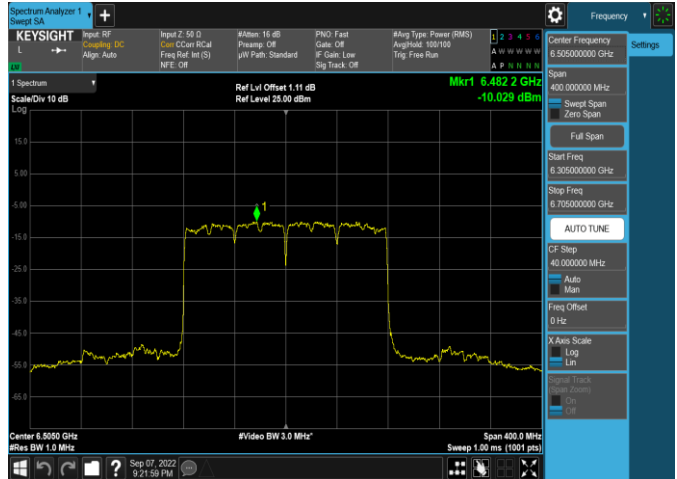 Spectrum Analyzer 1
Swept SA
Frequency
KEYSIGHT
Input: RF
Input Z: 50 Ω
#Atten: 16 dB
PNO: Fast
#Avg Type: Power (RMS)
1 2 3 4 5 6
L
Coupling: DC
Corr CCorr RCal
Preamp: Off
Gate: Off
Avg|Hold: 100/100
A W W W W W
Align: Auto
Freq Ref: Int (S)
µW Path: Standard
IF Gain: Low
Trig: Free Run
NFE: Off
Sig Track: Off
A P N N N N
1 Spectrum
Ref Lvl Offset 1.11 dB
Mkr1 6.482 2 GHz
Scale/Div 10 dB
Ref Level 25.00 dBm
-10.029 dBm
Log
15.0
5.00
-5.00
1
-15.0
-25.0
-35.0
-45.0
-55.0
-65.0
Center 6.5050 GHz
#Video BW 3.0 MHz*
Span 400.0 MHz
#Res BW 1.0 MHz
Sweep 1.00 ms (1001 pts)
Sep 07, 2022
9:21:59 PM
Center Frequency
6.505000000 GHz
Settings
Span
400.000000 MHz
Swept Span
Zero Span
Full Span
Start Freq
6.305000000 GHz
Stop Freq
6.705000000 GHz
AUTO TUNE
CF Step
40.000000 MHz
Auto
Man
Freq Offset
0 Hz
X Axis Scale
Log
Lin
Signal Track
(Span Zoom)
On
Off